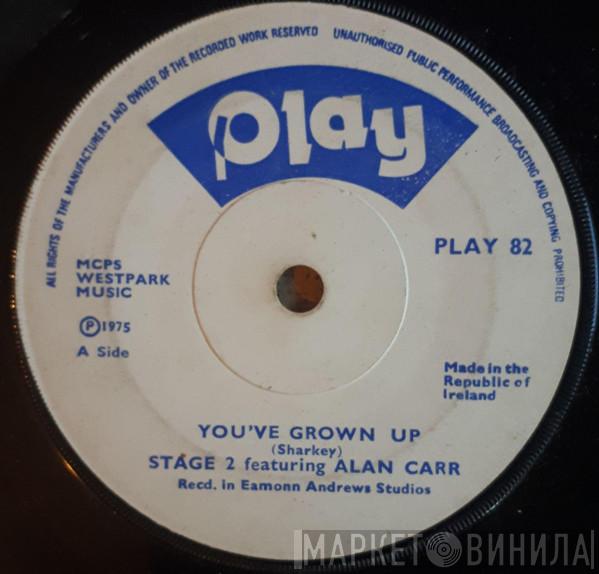 ALL RIGHTS OF THE MANUFACTURERS AND OWNER OF THE RECORDED WORK RESERVED UNAUTHORISED PUBLIC PERFORMANCE BROADCASTING AND COPYING PROHIBITED
Play
PLAY 82
MCPS
WESTPARK
MUSIC
Ⓟ1975
A Side
Made in the
Republic of
Ireland
YOU'VE GROWN UP
(Sharkey)
STAGE 2 featuring ALAN CARR
Recd. in Eamonn Andrews Studios
МАРКЕТ ВИНИЛА